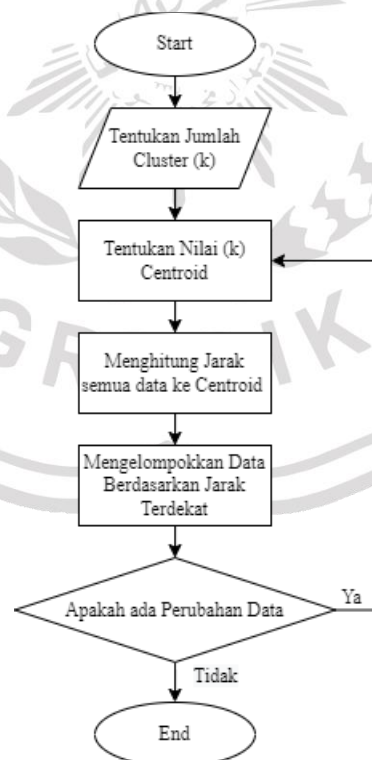 Start
Tentukan Jumlah
Cluster (k)
Tentukan Nilai (k)
Centroid
Menghitung Jarak
semua data ke Centroid
Mengelompokkan Data
Berdasarkan Jarak
Terdekat
Apakah ada Perubahan Data
Ya
Tidak
End